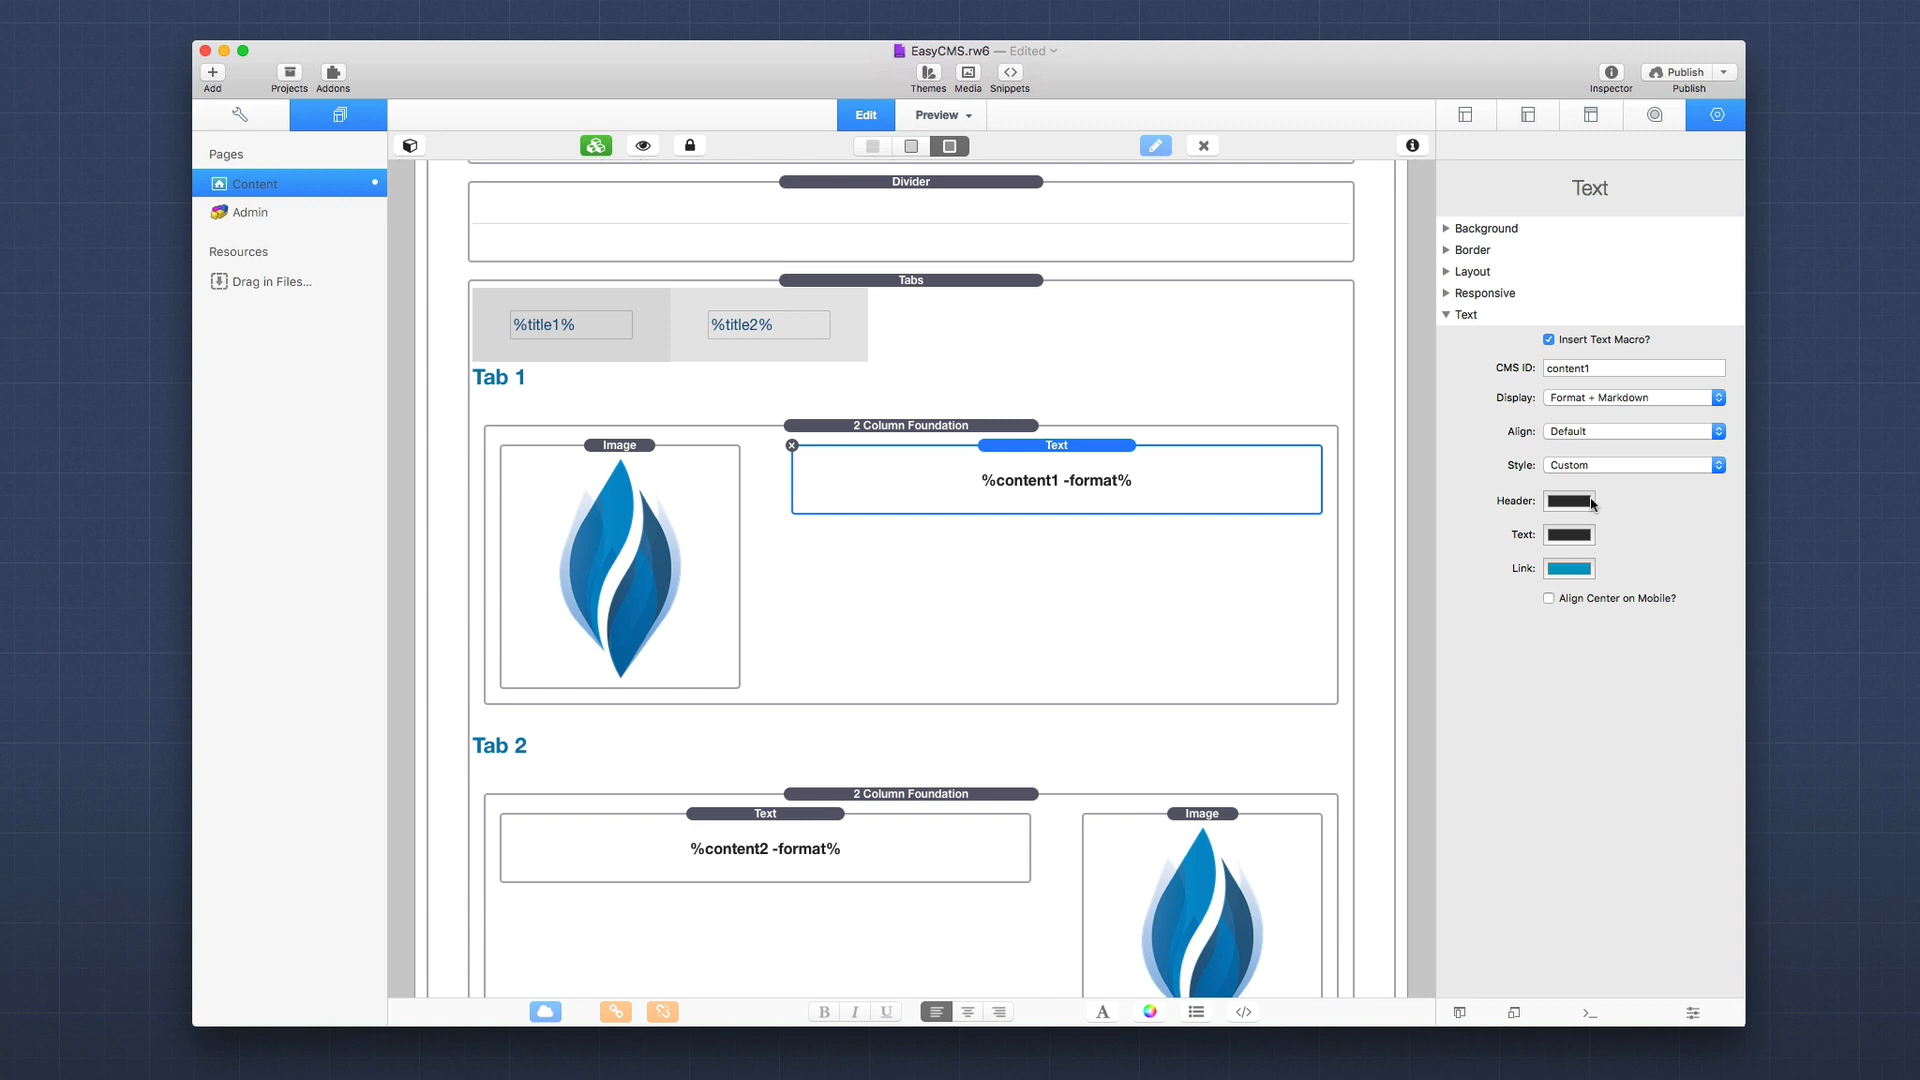 EasyCMS.rw6 — Edited
Add
Projects
Addons
Themes
Media
Snippets
Inspector
Publish
Publish
Edit
Preview
Pages
Content
Admin
Resources
Drag in Files...
Divider
Tabs
%title1%
%title2%
Tab 1
2 Column Foundation
Image
Text
%content1 -format%
Tab 2
2 Column Foundation
Text
Image
%content2 -format%
Text
Background
Border
Layout
Responsive
Text
Insert Text Macro?
CMS ID: content1
Display: Format + Markdown
Align: Default
Style: Custom
Header:
Text:
Link:
Align Center on Mobile?
B I U
A